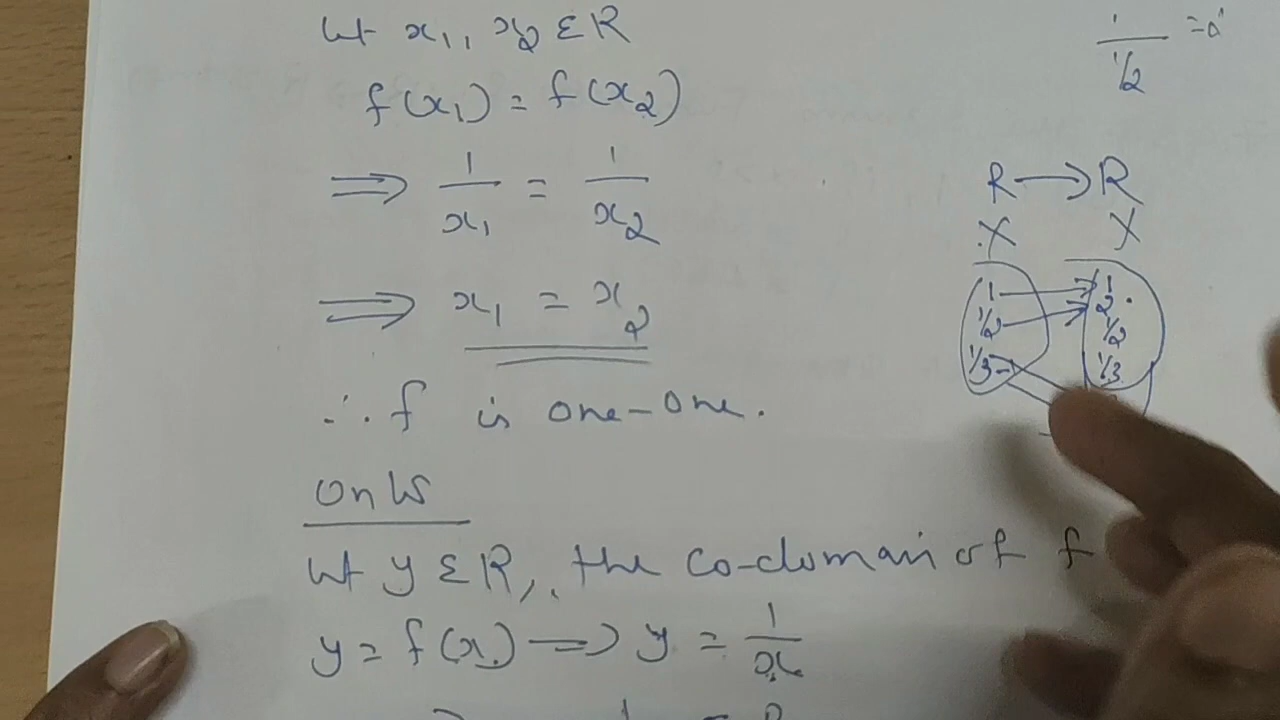 Let x₁, x₂ ∈ R
f(x₁) = f(x₂)
⟹ 1/x₁ = 1/x₂
⟹ x₁ = x₂
∴ f is one-one.
Onto
Let y ∈ R, the co-domain of f
y = f(x) ⟹ y = 1/x
1/½ =
R → R
X X
1 1
½ 2
⅓ ½
⅓